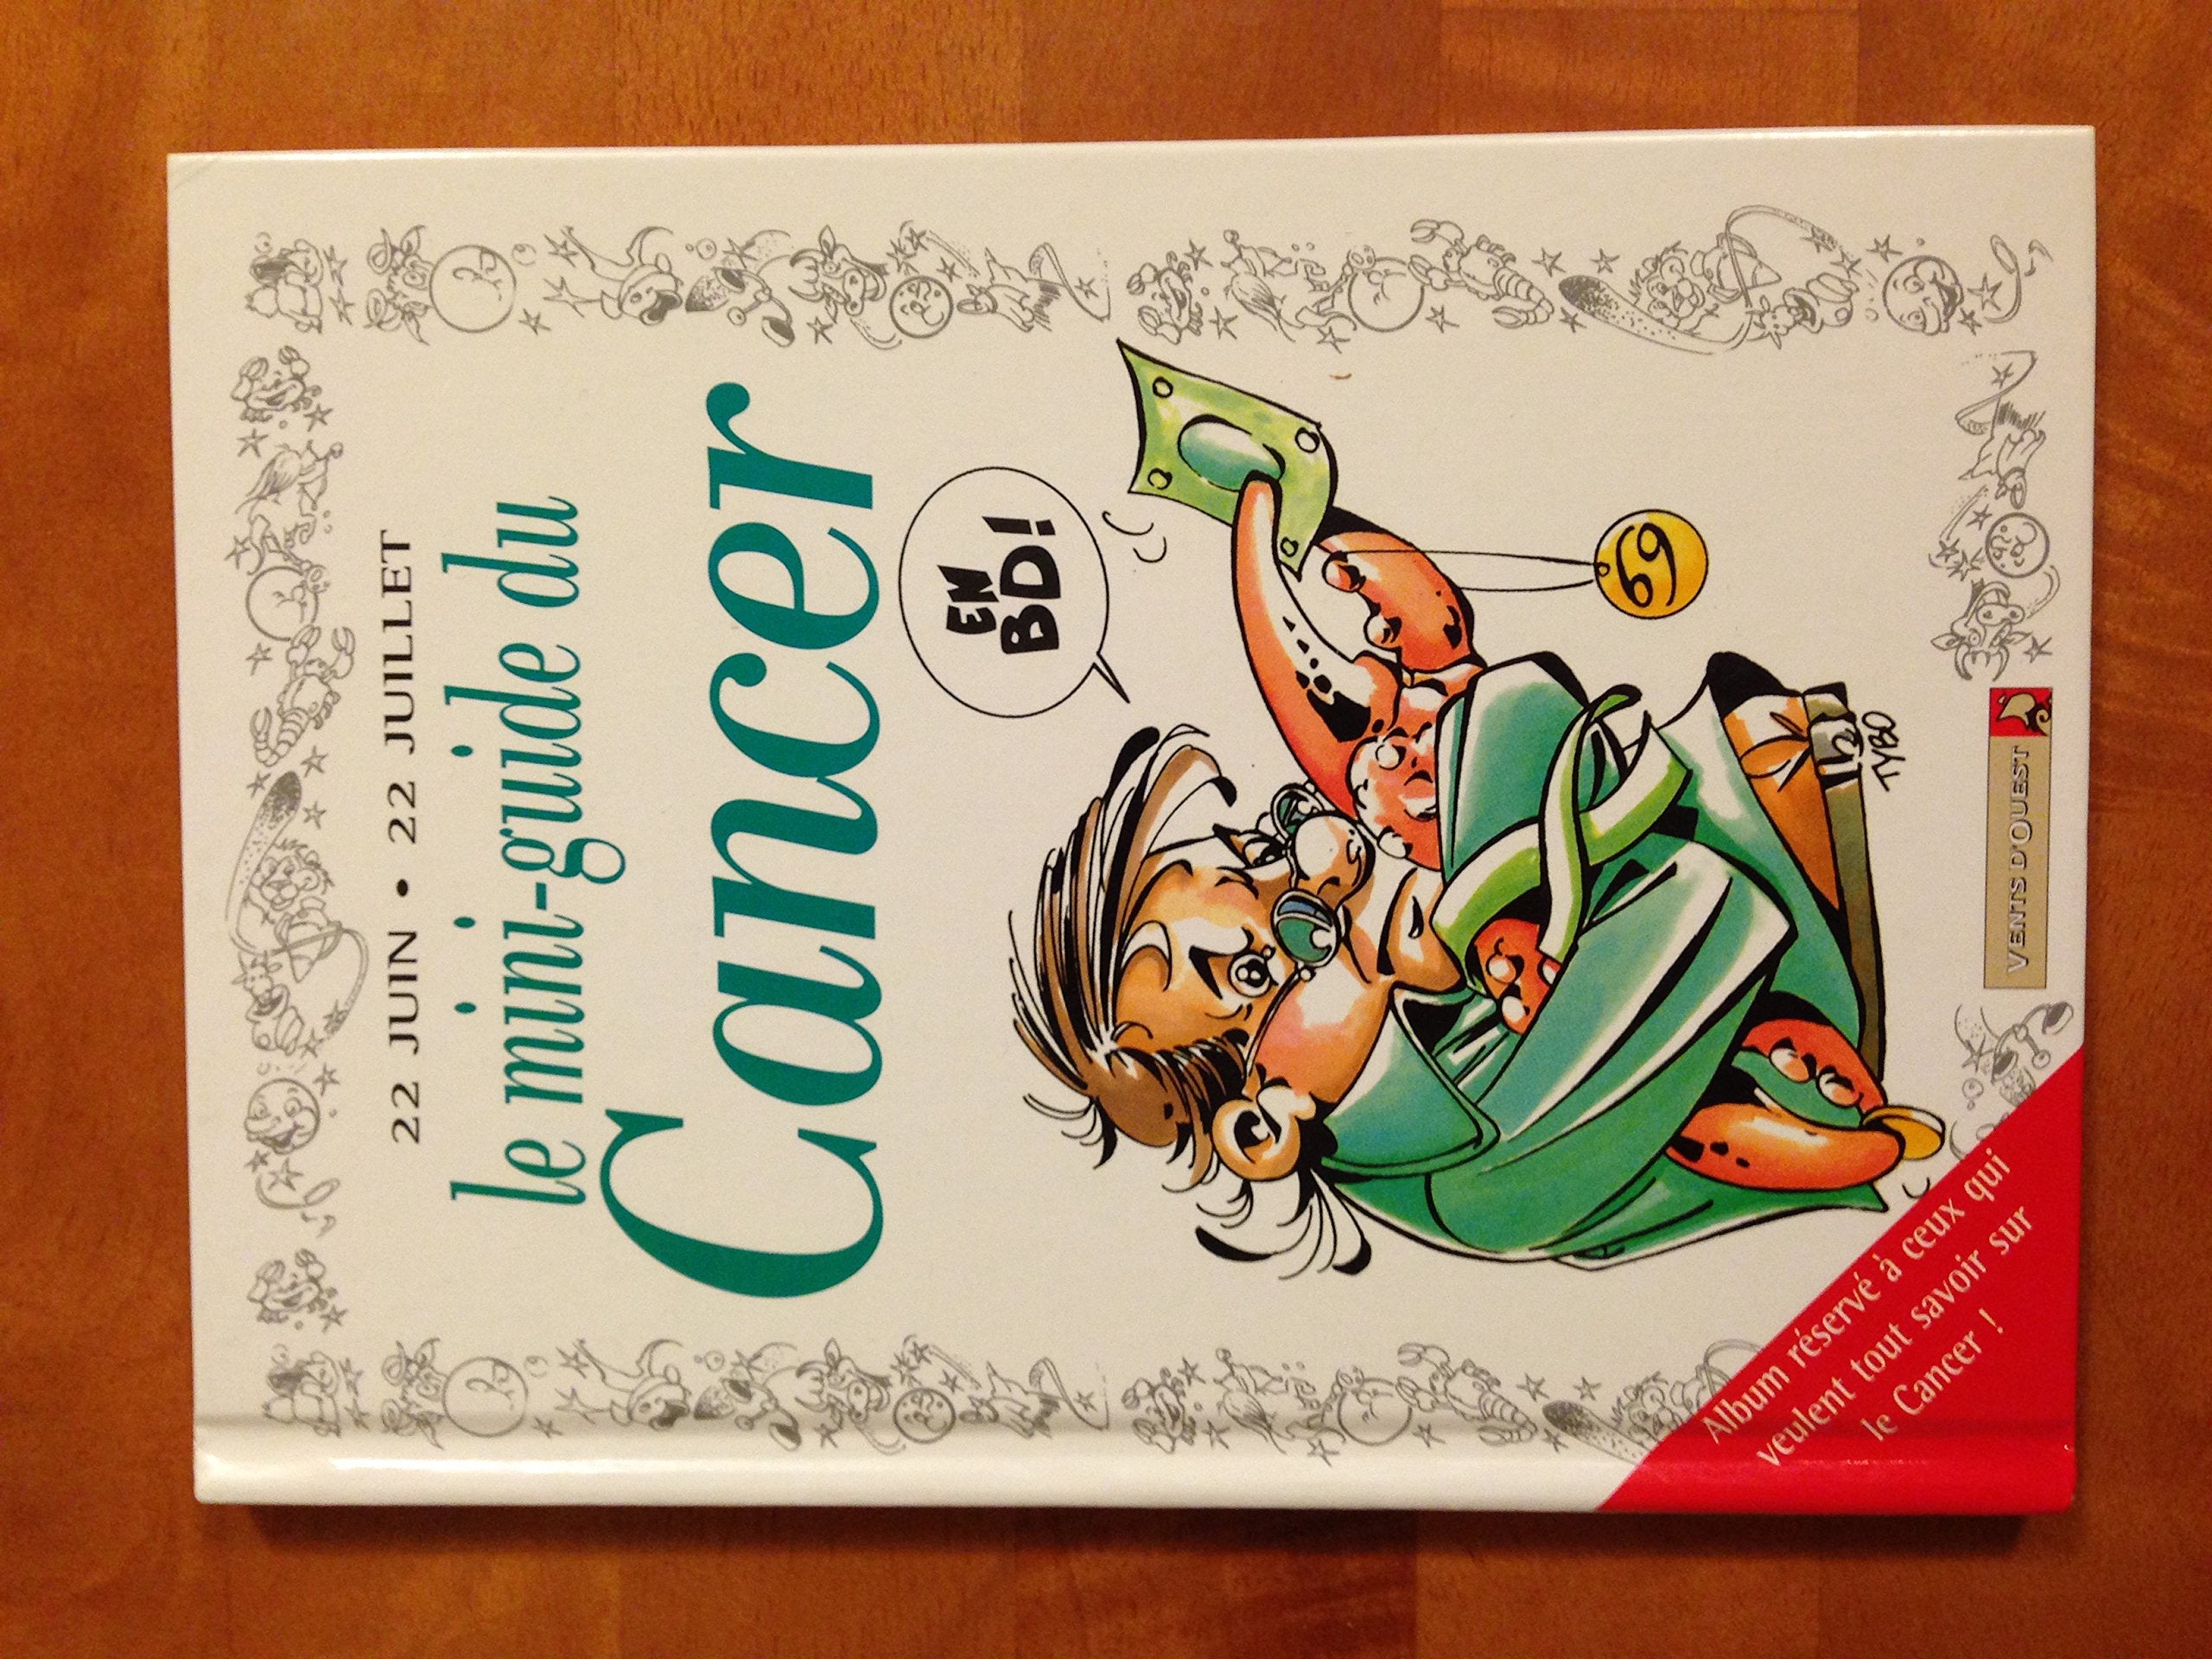 22 JUIN • 22 JUILLET
le mini-guide du
Cancer
EN
BD!
69
TYBO
VENTS D'OUEST
Album réservé à ceux qui
veulent tout savoir sur
le Cancer !